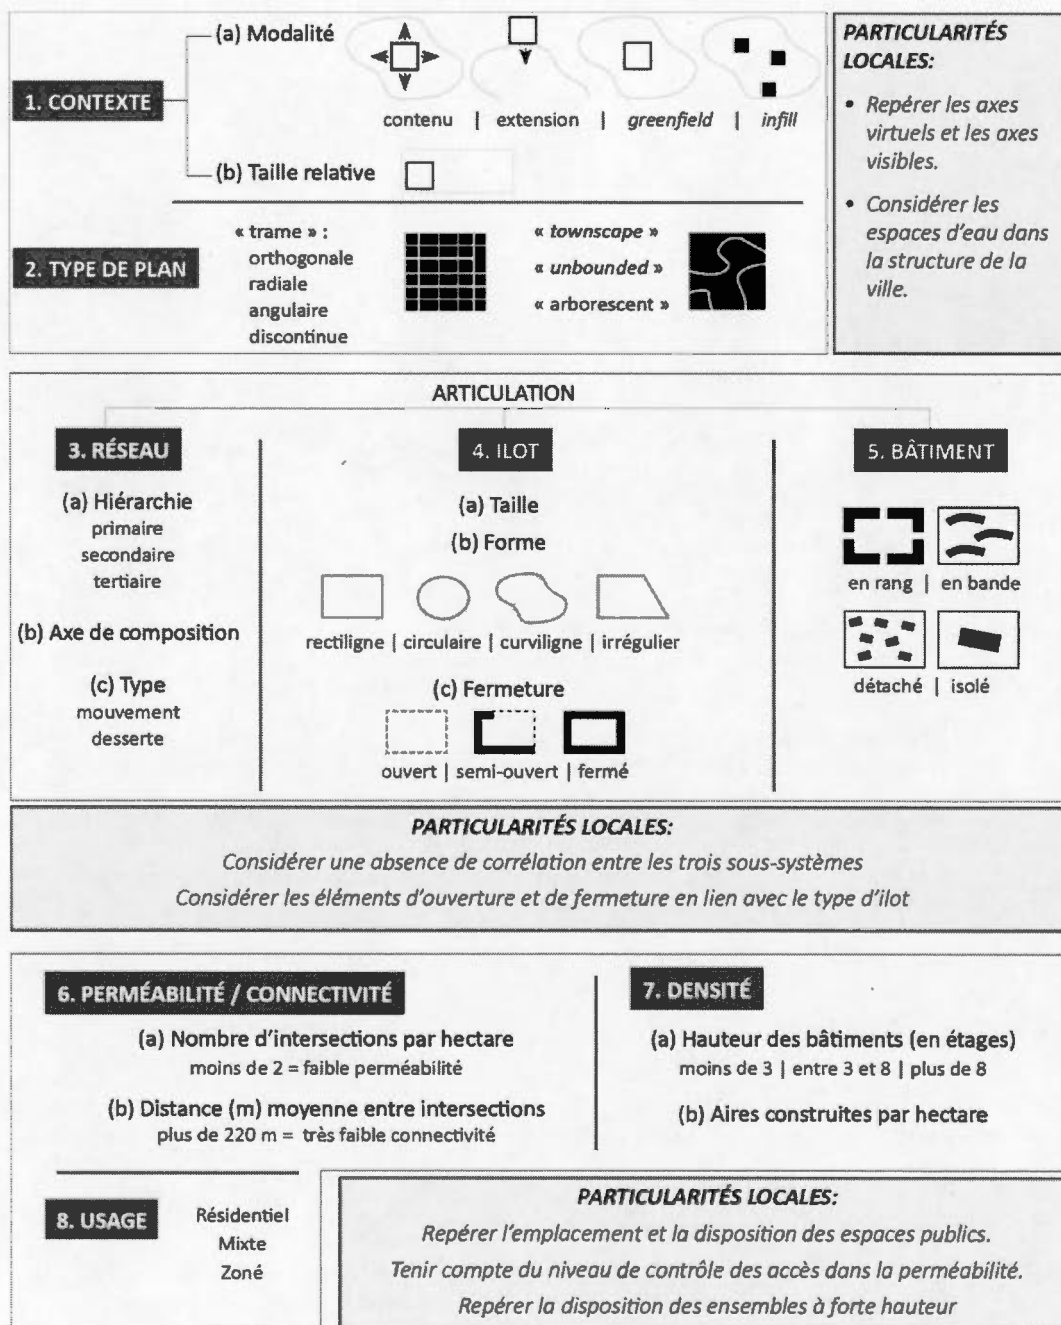 1. CONTEXTE
(a) Modalité
contenu | extension | greenfield | infill
(b) Taille relative
2. TYPE DE PLAN
« trame » :
orthogonale
radiale
angulaire
discontinue
« townscape »
« unbounded »
« arborescent »
PARTICULARITÉS
LOCALES:
• Repérer les axes
virtuels et les axes
visibles.
• Considérer les
espaces d'eau dans
la structure de la
ville.
ARTICULATION
3. RÉSEAU
(a) Hiérarchie
primaire
secondaire
tertiaire
(b) Axe de composition
(c) Type
mouvement
desserte
4. ILOT
(a) Taille
(b) Forme
rectiligne | circulaire | curviligne | irrégulier
(c) Fermeture
ouvert | semi-ouvert | fermé
5. BÂTIMENT
en rang | en bande
détaché | isolé
PARTICULARITÉS LOCALES:
Considérer une absence de corrélation entre les trois sous-systèmes
Considérer les éléments d'ouverture et de fermeture en lien avec le type d'ilot
6. PERMÉABILITÉ / CONNECTIVITÉ
(a) Nombre d'intersections par hectare
moins de 2 = faible perméabilité
(b) Distance (m) moyenne entre intersections
plus de 220 m = très faible connectivité
7. DENSITÉ
(a) Hauteur des bâtiments (en étages)
moins de 3 | entre 3 et 8 | plus de 8
(b) Aires construites par hectare
8. USAGE
Résidentiel
Mixte
Zoné
PARTICULARITÉS LOCALES:
Repérer l'emplacement et la disposition des espaces publics.
Tenir compte du niveau de contrôle des accès dans la perméabilité.
Repérer la disposition des ensembles à forte hauteur